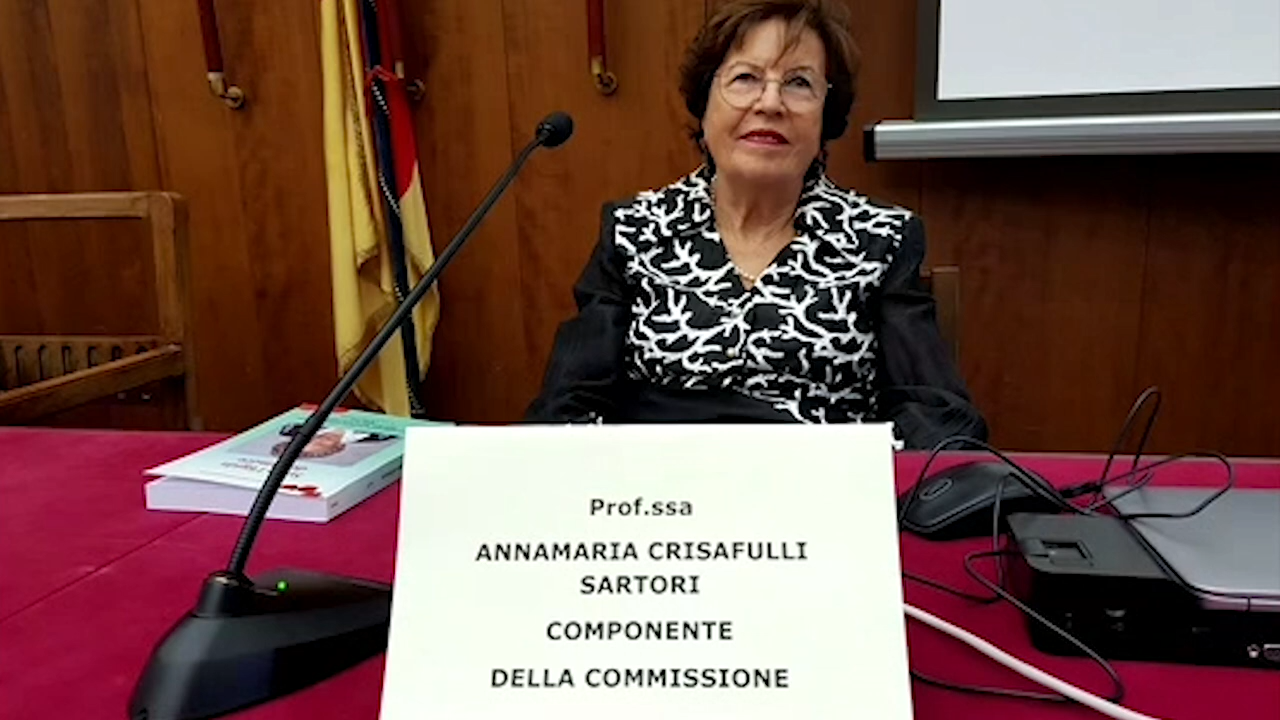 Prof.ssa
ANNAMARIA CRISAFULLI
SARTORI
COMPONENTE
DELLA COMMISSIONE